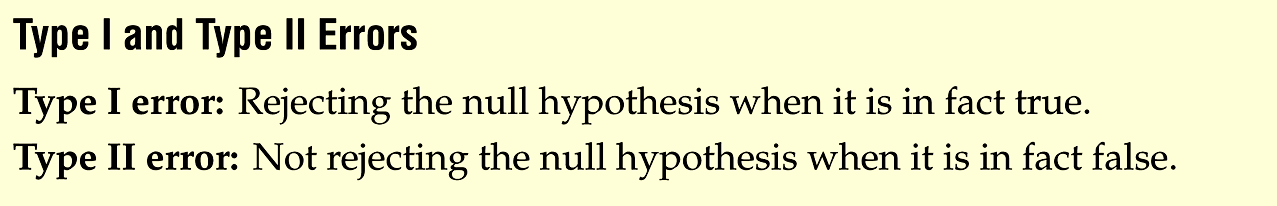 Type I and Type II Errors
Type I error: Rejecting the null hypothesis when it is in fact true.
Type II error: Not rejecting the null hypothesis when it is in fact false.